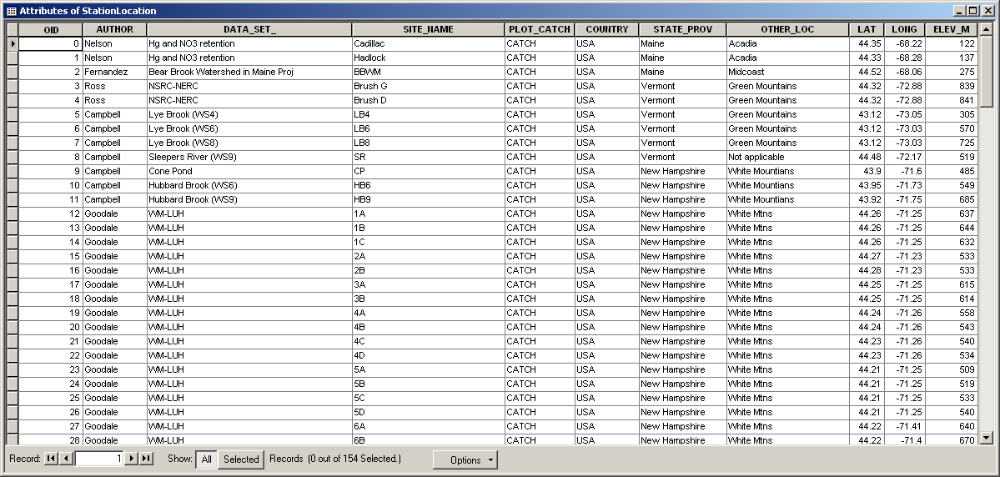 Attributes of StationLocation
OID AUTHOR DATA_SET_ SITE_NAME PLOT_CATCH COUNTRY STATE_PROV OTHER_LOC LAT LONG ELEV_M
0 Nelson Hg and NO3 retention Cadillac CATCH USA Maine Acadia 44.35 -68.22 122
1 Nelson Hg and NO3 retention Hadlock CATCH USA Maine Acadia 44.33 -68.28 137
2 Fernandez Bear Brook Watershed in Maine Proj BBWM CATCH USA Maine Midcoast 44.52 -68.06 275
3 Ross NSRC-NERC Brush G CATCH USA Vermont Green Mountains 44.32 -72.88 839
4 Ross NSRC-NERC Brush D CATCH USA Vermont Green Mountains 44.32 -72.88 841
5 Campbell Lye Brook (WS4) LB4 CATCH USA Vermont Green Mountains 43.12 -73.05 305
6 Campbell Lye Brook (WS6) LB6 CATCH USA Vermont Green Mountains 43.12 -73.03 570
7 Campbell Lye Brook (WS8) LB8 CATCH USA Vermont Green Mountains 43.12 -73.03 725
8 Campbell Sleepers River (WS9) SR CATCH USA Vermont Not applicable 44.48 -72.17 519
9 Campbell Cone Pond CP CATCH USA New Hampshire White Mountians 43.9 -71.6 485
10 Campbell Hubbard Brook (WS6) HB6 CATCH USA New Hampshire White Mountians 43.95 -71.73 549
11 Campbell Hubbard Brook (WS9) HB9 CATCH USA New Hampshire White Mountians 43.92 -71.75 685
12 Goodale WM-LUH 1A CATCH USA New Hampshire White Mtns 44.26 -71.25 637
13 Goodale WM-LUH 1B CATCH USA New Hampshire White Mtns 44.26 -71.25 644
14 Goodale WM-LUH 1C CATCH USA New Hampshire White Mtns 44.26 -71.25 632
15 Goodale WM-LUH 2A CATCH USA New Hampshire White Mtns 44.27 -71.23 533
16 Goodale WM-LUH 2B CATCH USA New Hampshire White Mtns 44.28 -71.23 533
17 Goodale WM-LUH 3A CATCH USA New Hampshire White Mtns 44.25 -71.25 615
18 Goodale WM-LUH 3B CATCH USA New Hampshire White Mtns 44.25 -71.25 614
19 Goodale WM-LUH 4A CATCH USA New Hampshire White Mtns 44.24 -71.26 558
20 Goodale WM-LUH 4B CATCH USA New Hampshire White Mtns 44.24 -71.26 543
21 Goodale WM-LUH 4C CATCH USA New Hampshire White Mtns 44.23 -71.26 540
22 Goodale WM-LUH 4D CATCH USA New Hampshire White Mtns 44.23 -71.26 534
23 Goodale WM-LUH 5A CATCH USA New Hampshire White Mtns 44.21 -71.25 509
24 Goodale WM-LUH 5B CATCH USA New Hampshire White Mtns 44.21 -71.25 519
25 Goodale WM-LUH 5C CATCH USA New Hampshire White Mtns 44.21 -71.25 533
26 Goodale WM-LUH 5D CATCH USA New Hampshire White Mtns 44.21 -71.25 540
27 Goodale WM-LUH 6A CATCH USA New Hampshire White Mtns 44.22 -71.41 640
28 Goodale WM-LUH 6B CATCH USA New Hampshire White Mtns 44.22 -71.4 670
Record: 1 Show: All Selected Records (0 out of 154 Selected.) Options